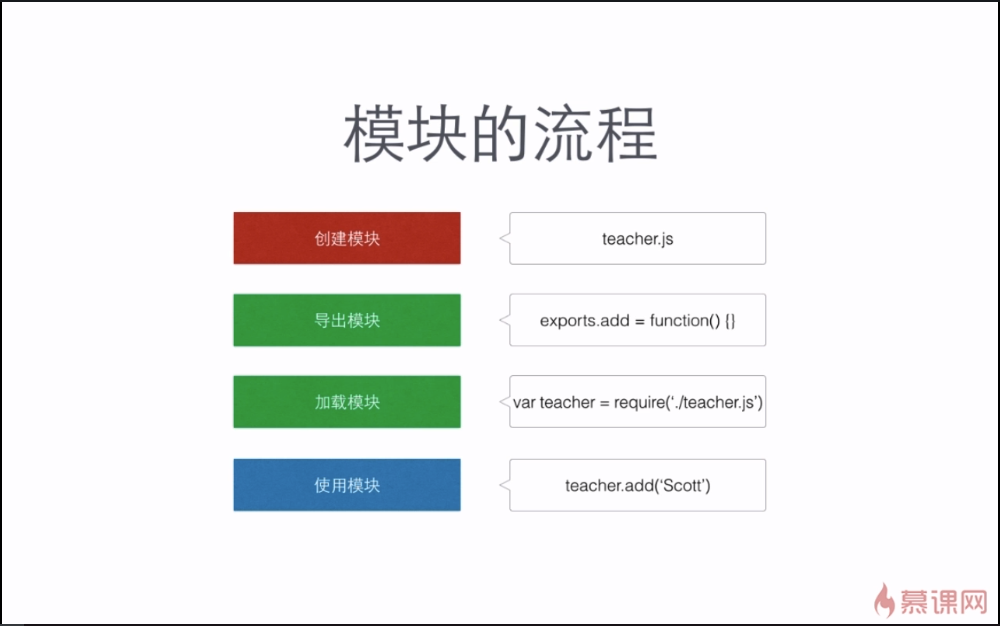 模块的流程
创建模块
teacher.js
导出模块
exports.add = function() {}
加载模块
var teacher = require(‘./teacher.js’)
使用模块
teacher.add(‘Scott’)
慕课网